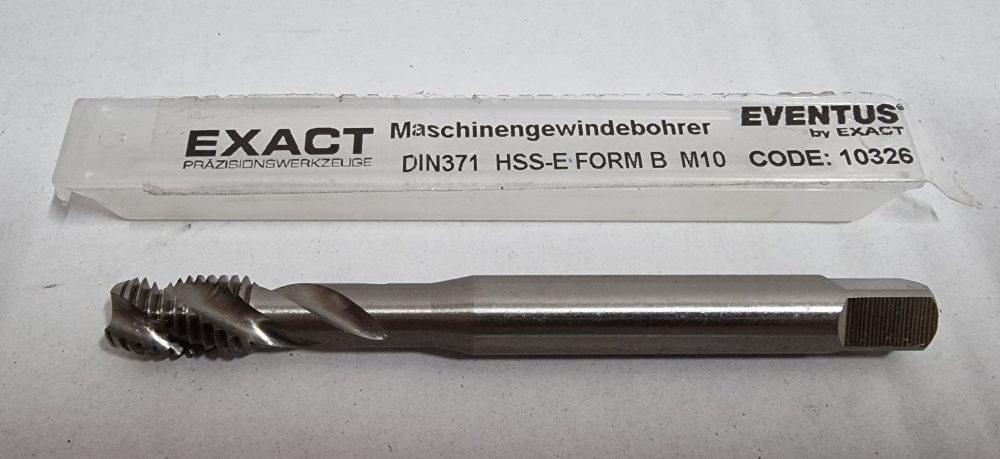 EXACT
PRÄZISIONSWERKZEUGE
Maschinengewindebohrer
DIN371 HSS-E FORM B M10
EVENTUS®
by EXACT
CODE: 10326